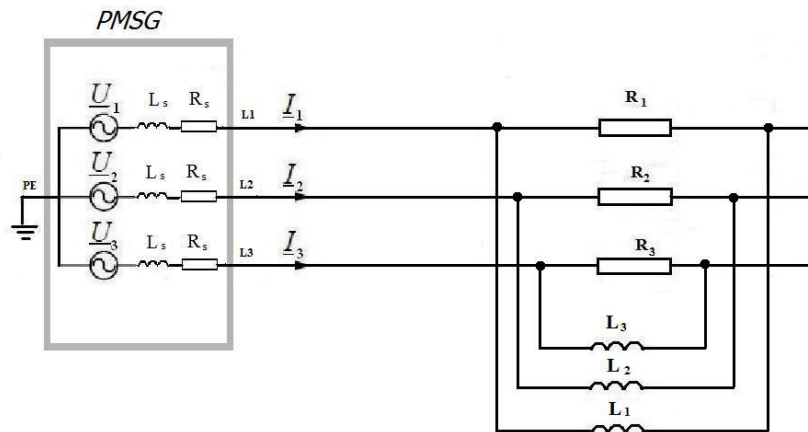 PMSG
U1 Ls Rs L1 I1 R1
U2 Ls Rs L2 I2 R2
PE
U3 Ls Rs L3 I3 R3
L3
L2
L1